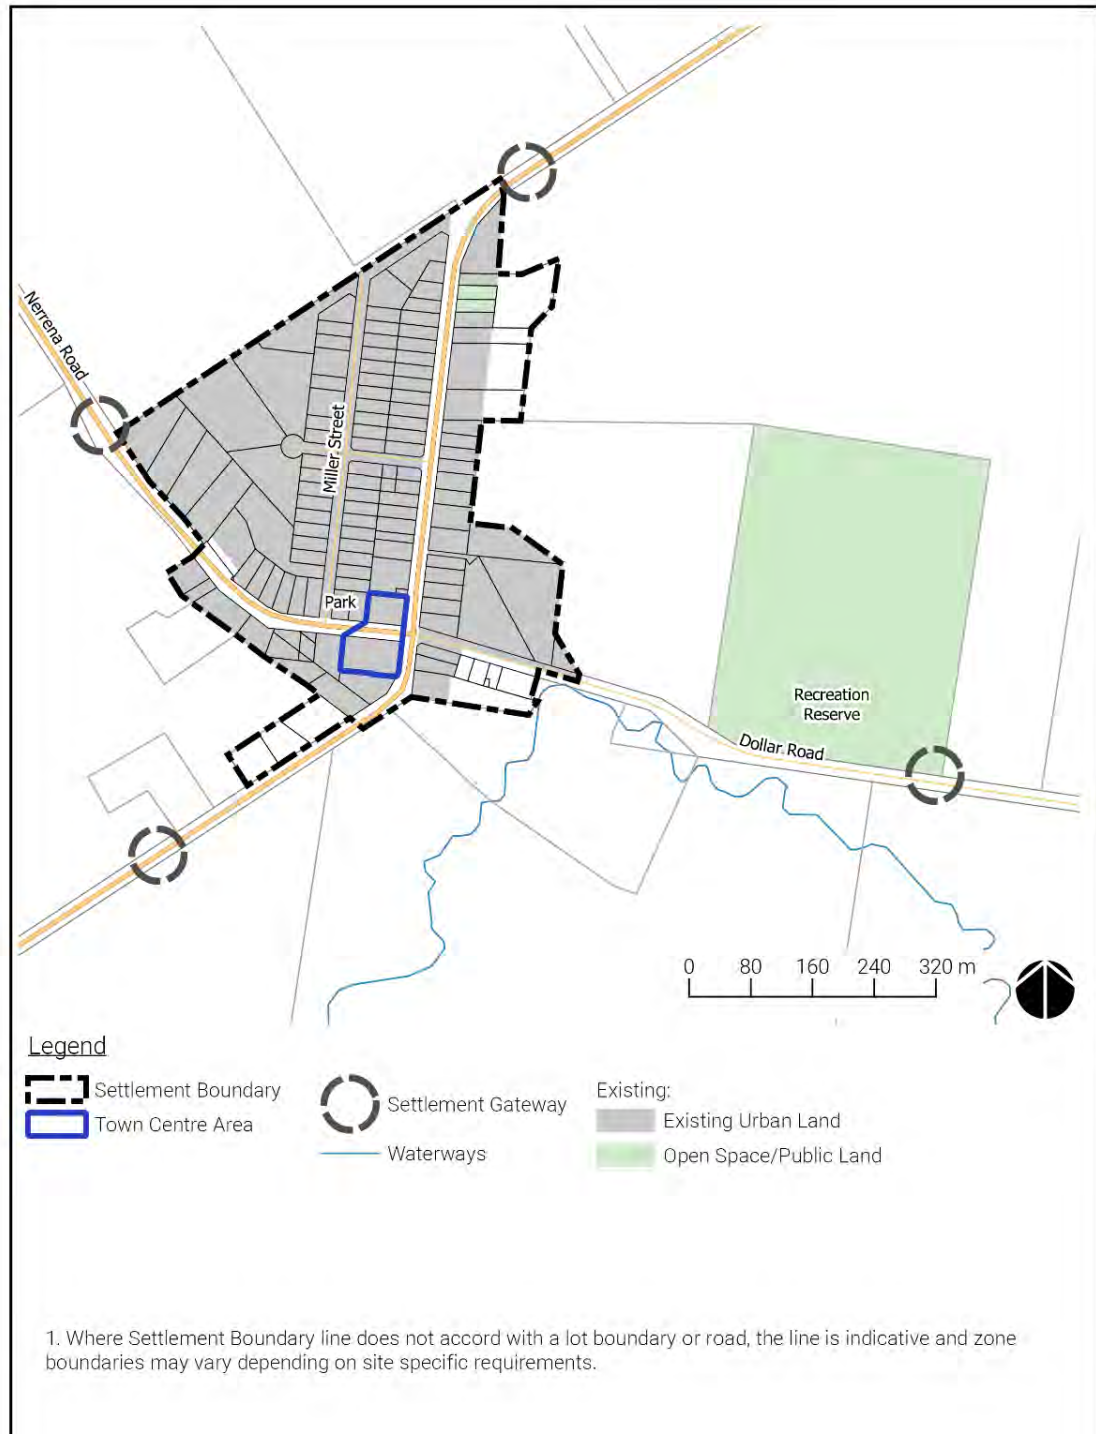 Nerrena Road
Miller Street
Park
Recreation
Reserve
Dollar Road
0 80 160 240 320 m
Legend
Settlement Boundary
Town Centre Area
Settlement Gateway
Waterways
Existing:
Existing Urban Land
Open Space/Public Land
1. Where Settlement Boundary line does not accord with a lot boundary or road, the line is indicative and zone
boundaries may vary depending on site specific requirements.